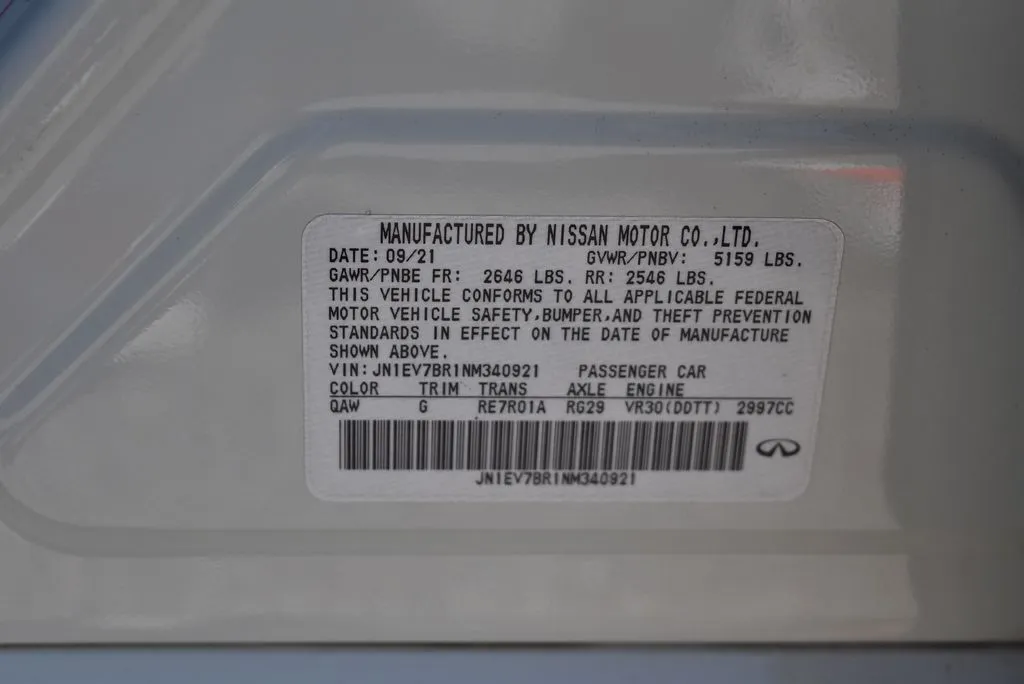 MANUFACTURED BY NISSAN MOTOR CO.,LTD.
DATE: 09/21 GVWR/PNBV: 5159 LBS.
GAWR/PNBE FR: 2646 LBS. RR: 2546 LBS.
THIS VEHICLE CONFORMS TO ALL APPLICABLE FEDERAL
MOTOR VEHICLE SAFETY,BUMPER,AND THEFT PREVENTION
STANDARDS IN EFFECT ON THE DATE OF MANUFACTURE
SHOWN ABOVE.
VIN:JN1EV7BR1NM340921 PASSENGER CAR
COLOR TRIM TRANS AXLE ENGINE
QAW G RE7R01A RG29 VR30(DDTT) 2997CC
JN1EV7BR1NM340921